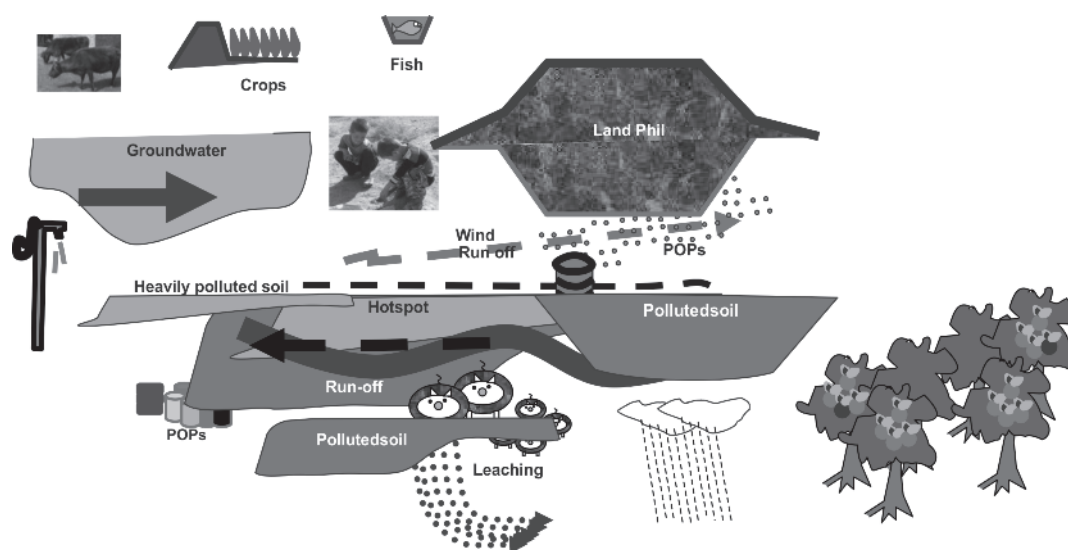 Crops
Fish
Land Phil
Groundwater
Wind
Run off
POPs
Heavily polluted soil
Hotspot
Pollutedsoil
Run-off
POPs
Pollutedsoil
Leaching